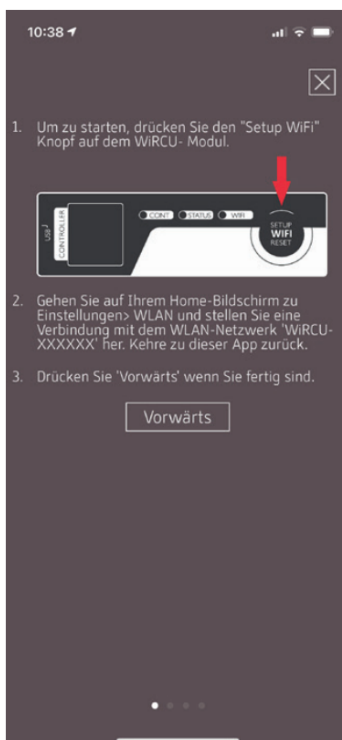 10:38
1. Um zu starten, drücken Sie den "Setup WiFi"
Knopf auf dem WiRCU- Modul.
USB
CONTROLLER
CONT
STATUS
WIFI
SETUP
WIFI
RESET
2. Gehen Sie auf Ihrem Home-Bildschirm zu
Einstellungen> WLAN und stellen Sie eine
Verbindung mit dem WLAN-Netzwerk 'WiRCU-
XXXXXX' her. Kehre zu dieser App zurück.
3. Drücken Sie 'Vorwärts' wenn Sie fertig sind.
Vorwärts